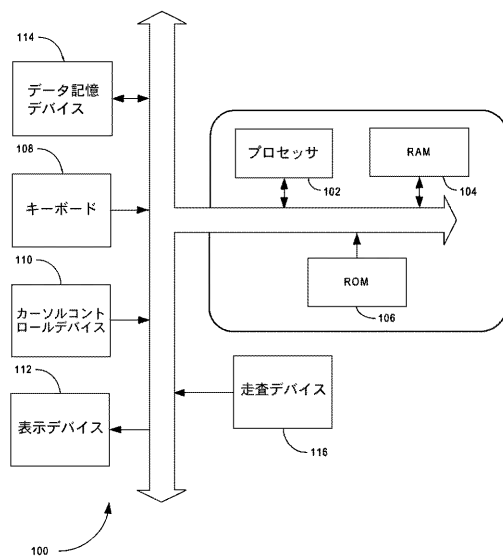 114
データ記憶
デバイス
108
キーボード
110
カーソルコント
ロールデバイス
112
表示デバイス
プロセッサ
102
RAM
104
ROM
106
走査デバイス
116
100